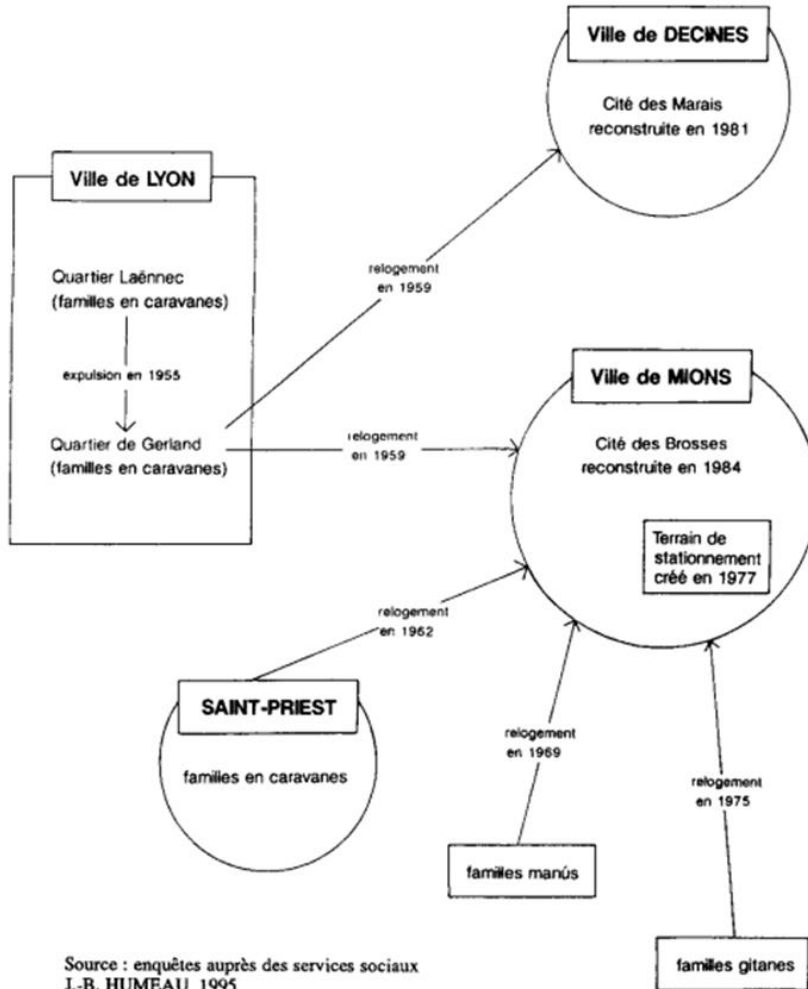 Ville de DECINES
Cité des Marais
reconstruite en 1981
Ville de LYON
Quartier Laënnec
(familles en caravanes)
relogement
en 1959
expulsion en 1955
Ville de MIONS
Quartier de Gerland
(familles en caravanes)
relogement
en 1959
Cité des Brosses
reconstruite en 1984
Terrain de
stationnement
créé en 1977
relogement
en 1962
SAINT-PRIEST
familles en caravanes
relogement
en 1969
relogement
en 1975
familles manús
familles gitanes
Source : enquêtes auprès des services sociaux
J.-B. HUMEAU, 1995